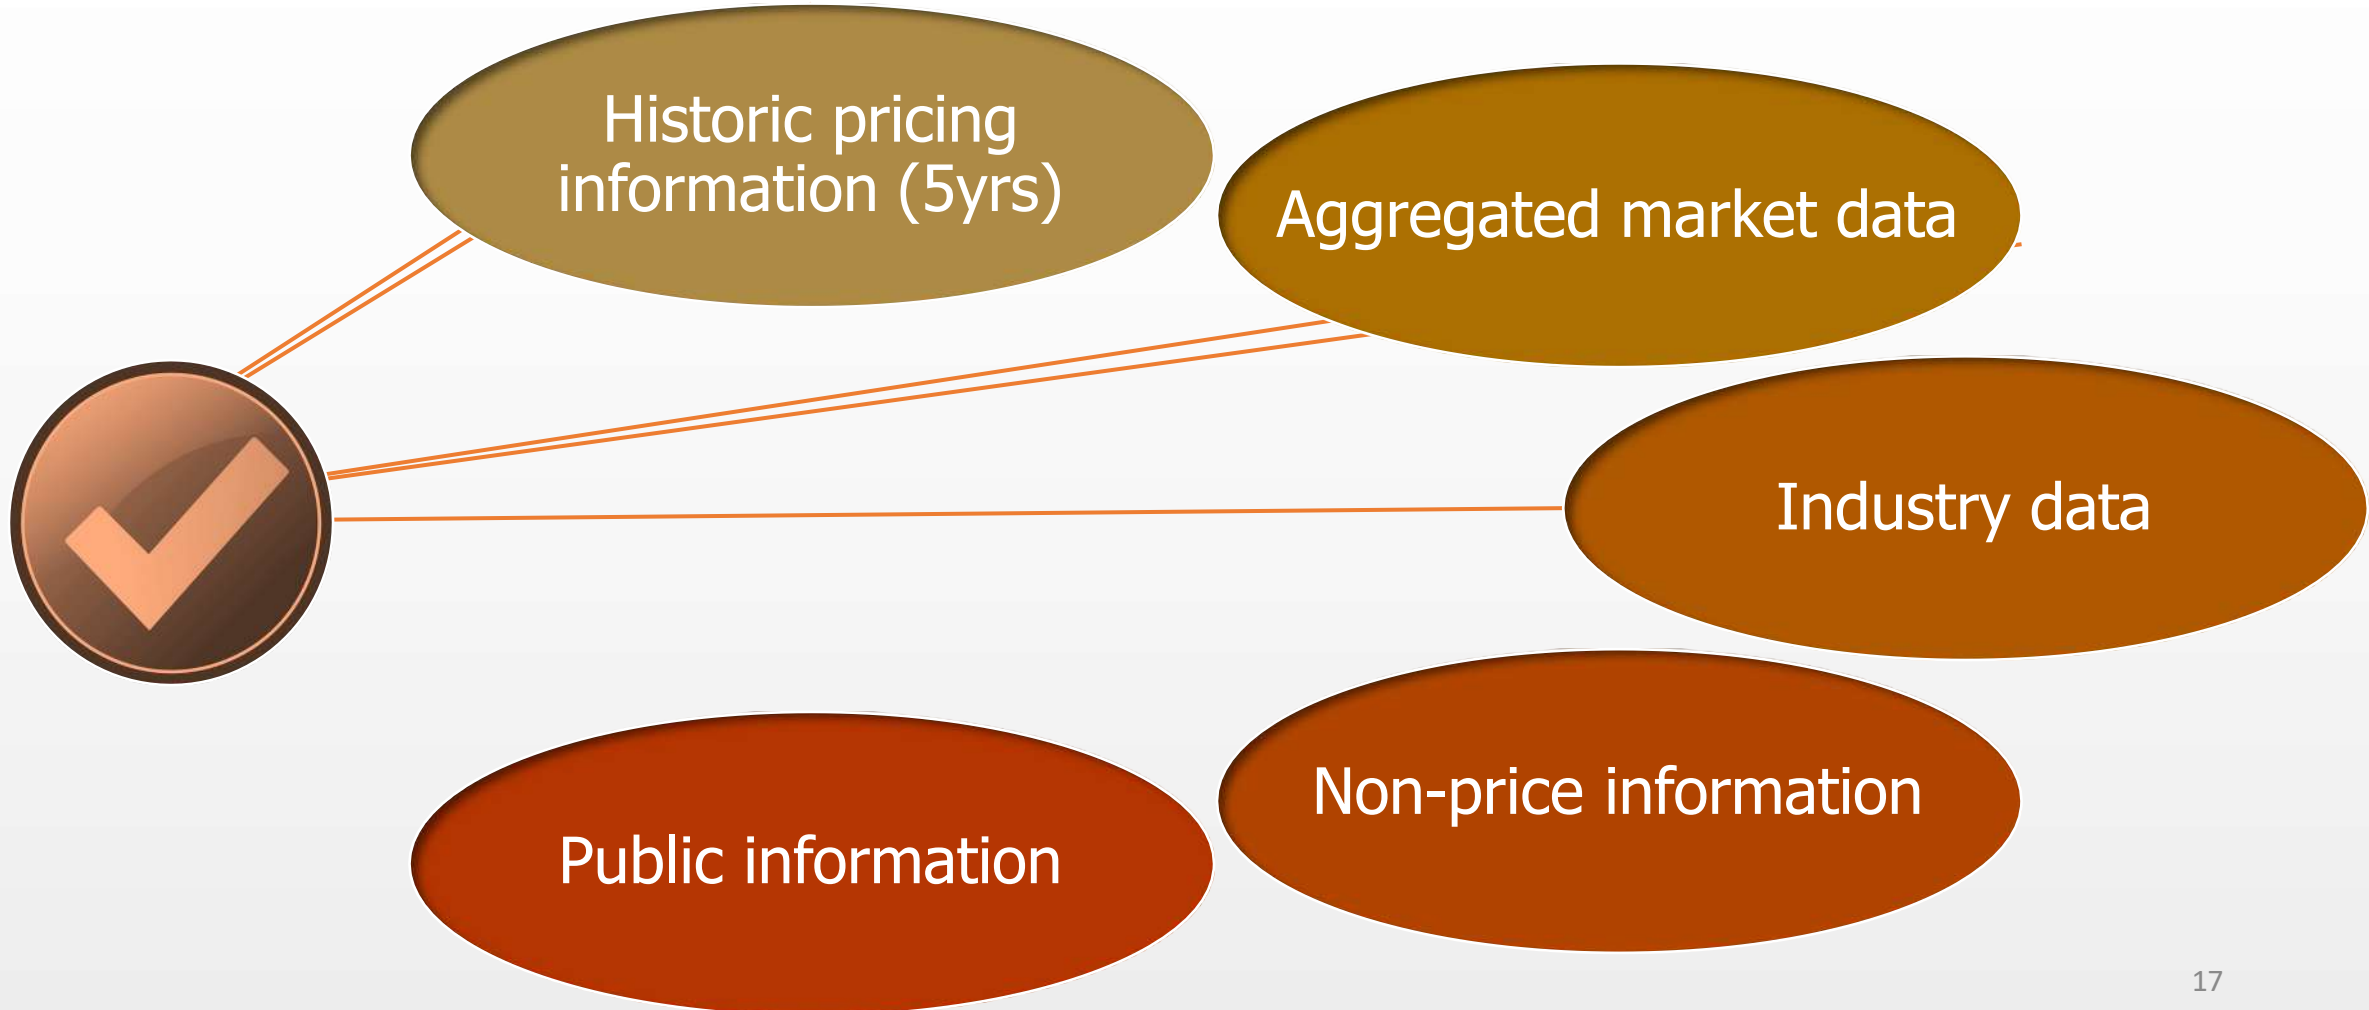 Historic pricing
information (5yrs)
Aggregated market data
Industry data
Non-price information
Public information
17